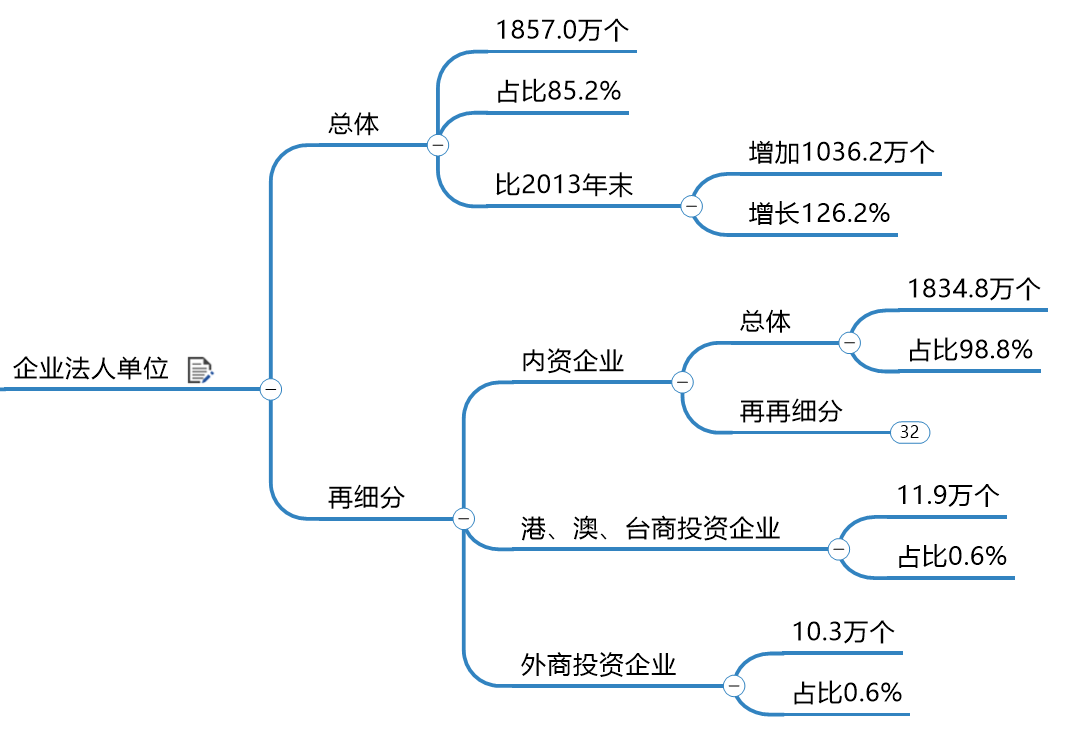 1857.0万个
占比85.2%
总体
增加1036.2万个
比2013年末
增长126.2%
1834.8万个
总体
占比98.8%
内资企业
企业法人单位
再再细分
32
再细分
11.9万个
港、澳、台商投资企业
占比0.6%
10.3万个
外商投资企业
占比0.6%